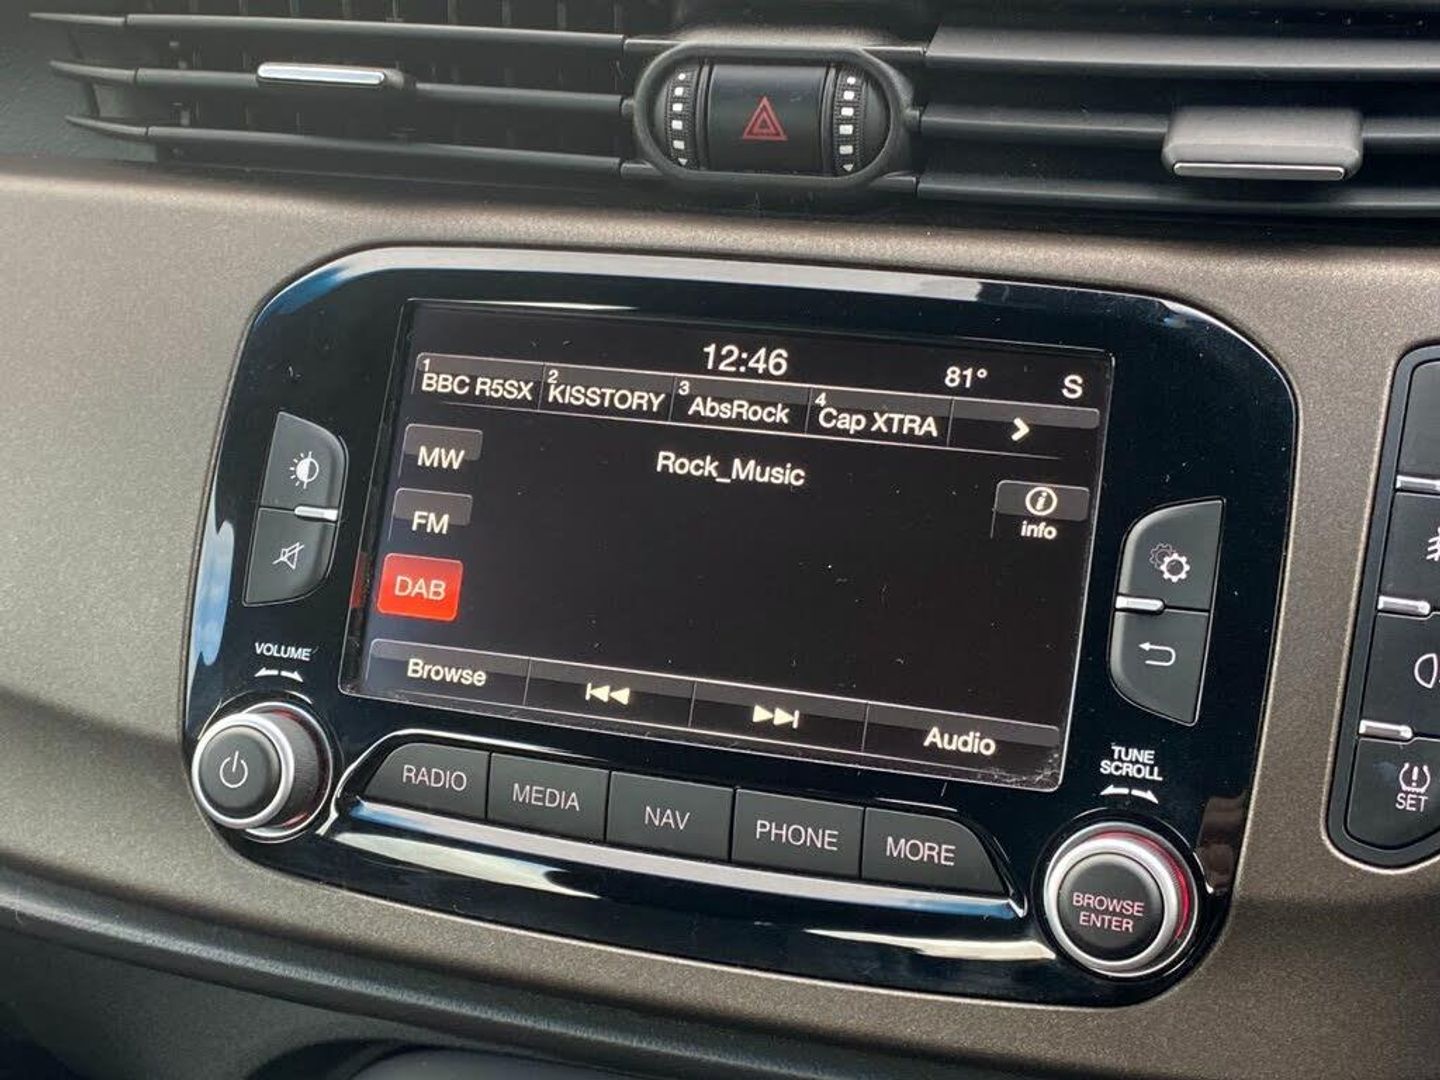 12:46 81° S
1 BBC R5SX 2 KISSTORY 3 AbsRock 4 Cap XTRA
MW
Rock_Music
info
FM
DAB
Browse
Audio
VOLUME
TUNE
SCROLL
RADIO MEDIA NAV PHONE MORE
BROWSE
ENTER
SET